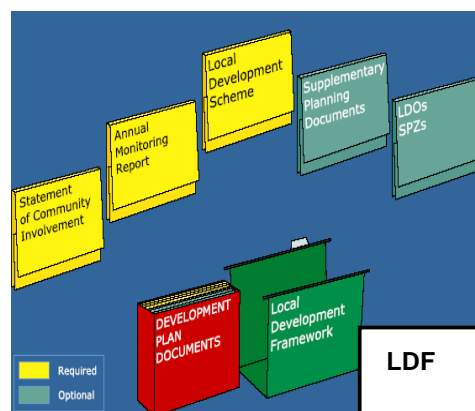 Local
Development
Scheme
Supplementary
Planning
Documents
LDOs
SPZs
Annual
Monitoring
Report
Statement
of Community
Involvement
DEVELOPMENT
PLAN
DOCUMENTS
Local
Development
Framework
Required
Optional
LDF